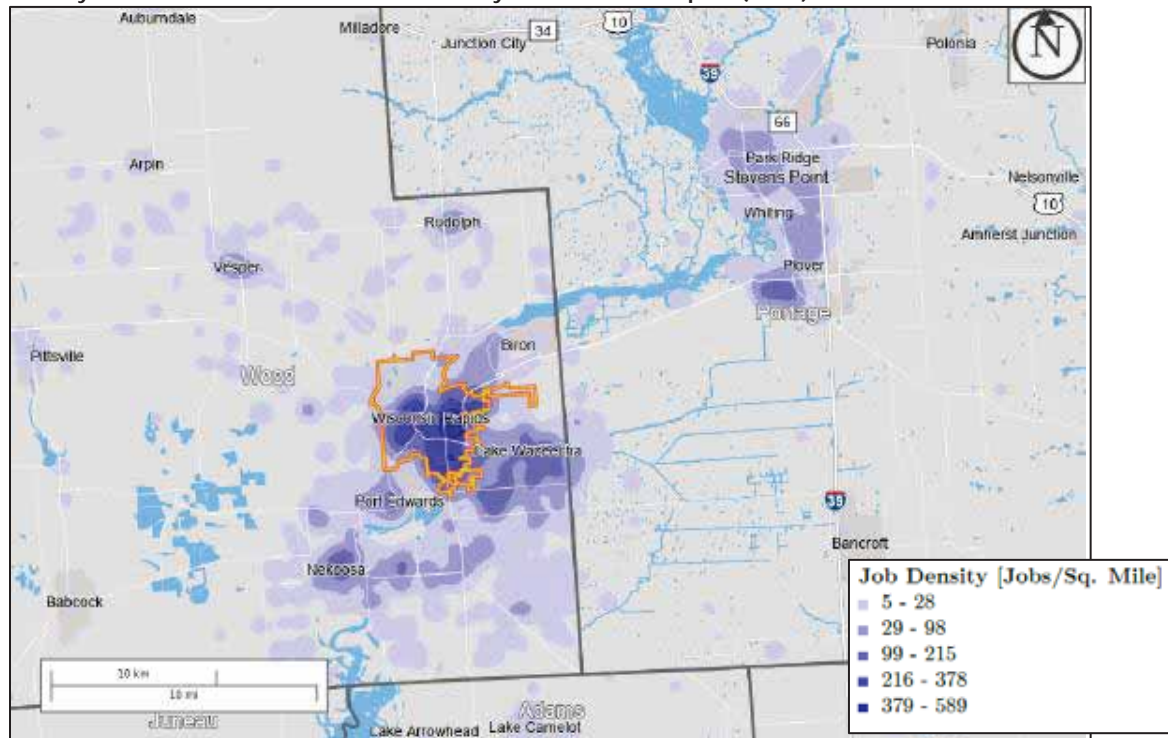 Auburndale
Milladore
Junction City
34
10
39
66
Polonia
N
Arpin
Park Ridge
Stevens Point
Nelsonville
10
Whiting
Amherst Junction
Rudolph
Vesper
Plover
Portage
Biron
Pittsville
Wood
Wisconsin Rapids
Lake Wazeecha
Port Edwards
39
Bancroft
Nekoosa
Babcock
Job Density [Jobs/Sq. Mile]
5 - 28
29 - 98
99 - 215
216 - 378
379 - 589
10 km
10 mi
Juneau
Adams
Lake Arrowhead
Lake Camelot